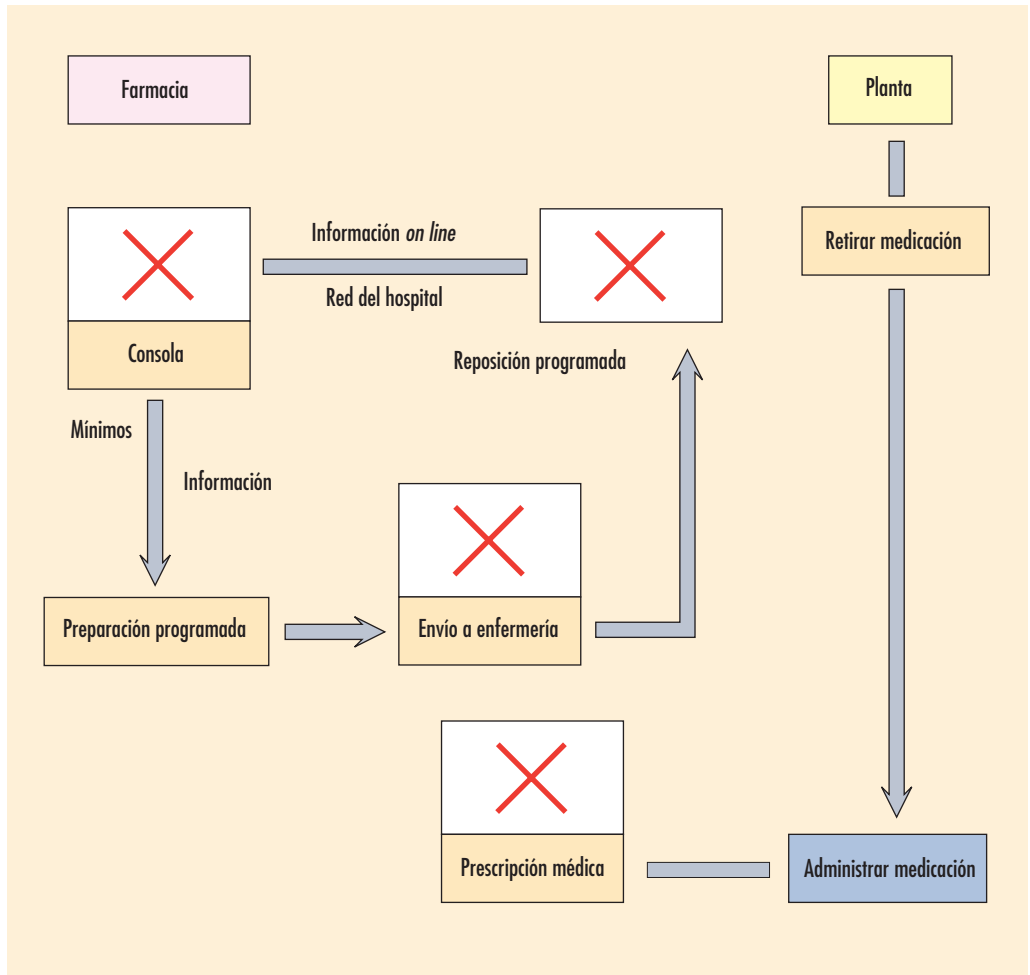 Farmacia
Planta
Retirar medicación
Información on line
Red del hospital
Consola
Reposición programada
Mínimos
Información
Preparación programada
Envío a enfermería
Prescripción médica
Administrar medicación